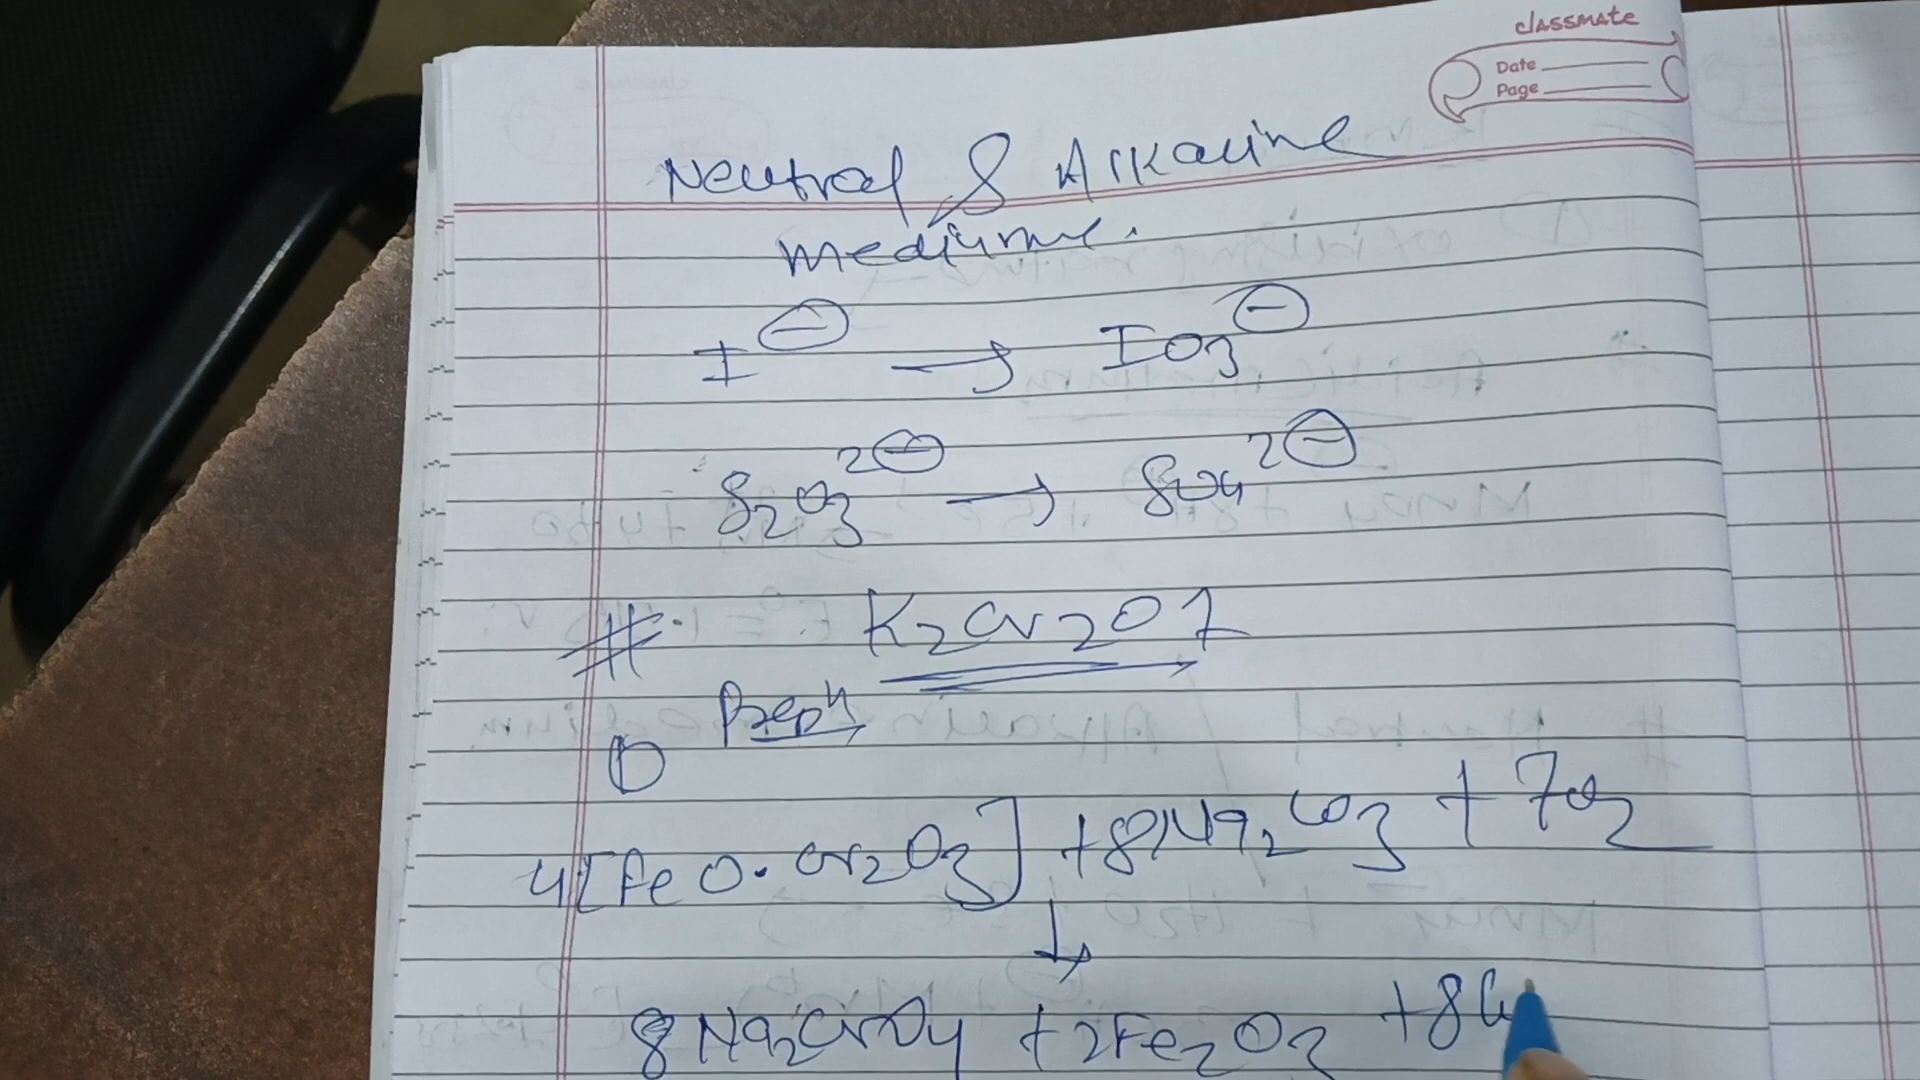 classmate
Date
Page
Neutral & Alkaline
medium.
I⊖ → IO3⊖
S2O3 2⊖ → SO4 2⊖
#. K2Cr2O7
Prepn
①
4[FeO.Cr2O3] + 8Na2CO3 + 7O2
↓
8Na2CrO4 + 2Fe2O3 + 8C